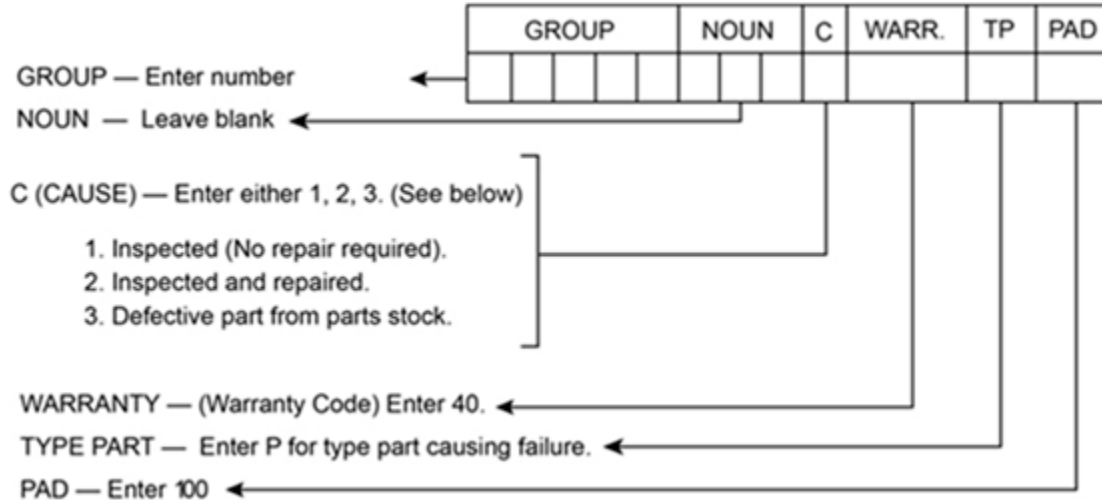 GROUP NOUN C WARR. TP PAD
GROUP — Enter number
NOUN — Leave blank
C (CAUSE) — Enter either 1, 2, 3. (See below)
1. Inspected (No repair required).
2. Inspected and repaired.
3. Defective part from parts stock.
WARRANTY — (Warranty Code) Enter 40.
TYPE PART — Enter P for type part causing failure.
PAD — Enter 100